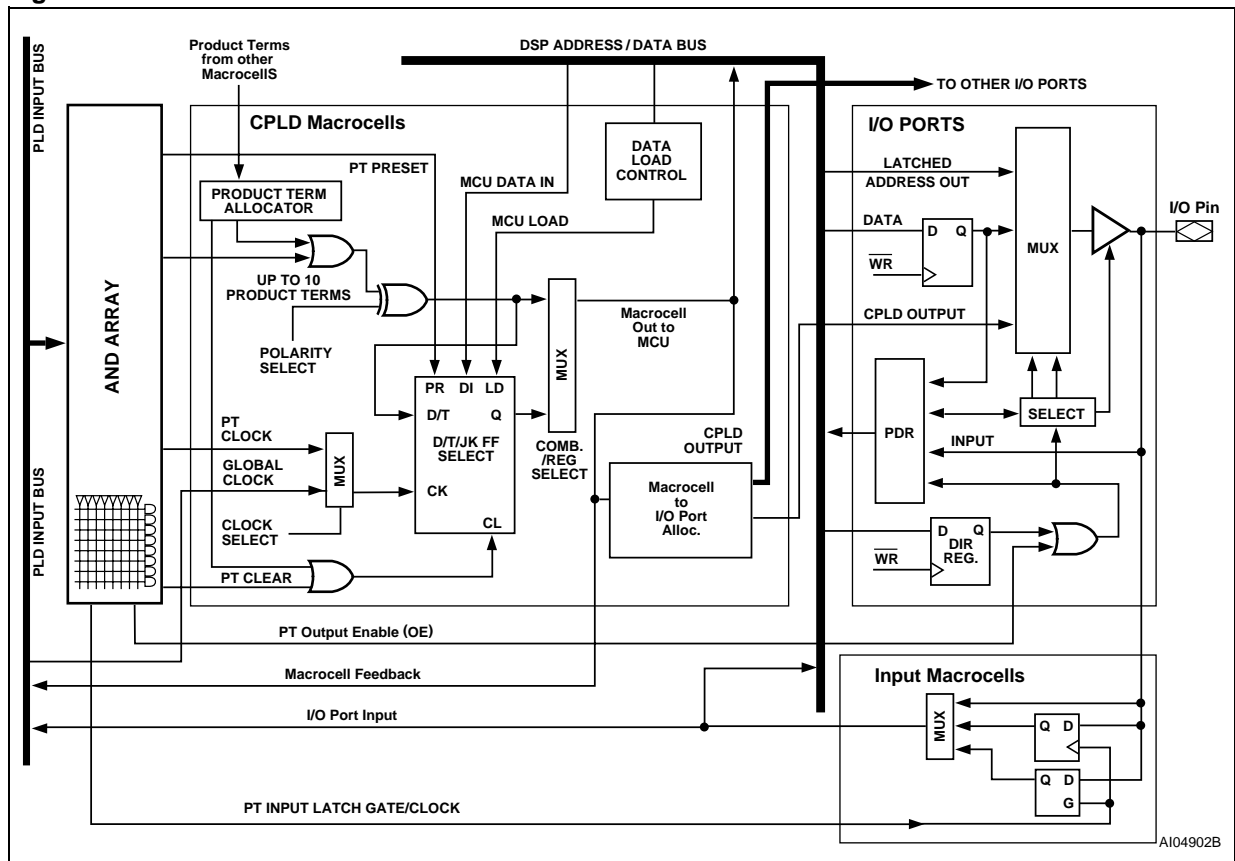 Product Terms
from other
MacrocellS
DSP ADDRESS / DATA BUS
TO OTHER I/O PORTS
PLD INPUT BUS
AND ARRAY
CPLD Macrocells
PT PRESET
PRODUCT TERM
ALLOCATOR
MCU DATA IN
MCU LOAD
DATA
LOAD
CONTROL
UP TO 10
PRODUCT TERMS
POLARITY
SELECT
PR DI LD
D/T Q
D/T/JK FF
SELECT
CK
CL
MUX
COMB.
/REG
SELECT
Macrocell
Out to
MCU
PT
CLOCK
GLOBAL
CLOCK
CLOCK
SELECT
MUX
PT CLEAR
CPLD
OUTPUT
Macrocell
to
I/O Port
Alloc.
I/O PORTS
LATCHED
ADDRESS OUT
DATA
D Q
WR
MUX
I/O Pin
CPLD OUTPUT
PDR
SELECT
INPUT
D Q
DIR
REG.
WR
PLD INPUT BUS
PT Output Enable (OE)
Macrocell Feedback
I/O Port Input
PT INPUT LATCH GATE/CLOCK
Input Macrocells
MUX
Q D
Q D
G
AI04902B